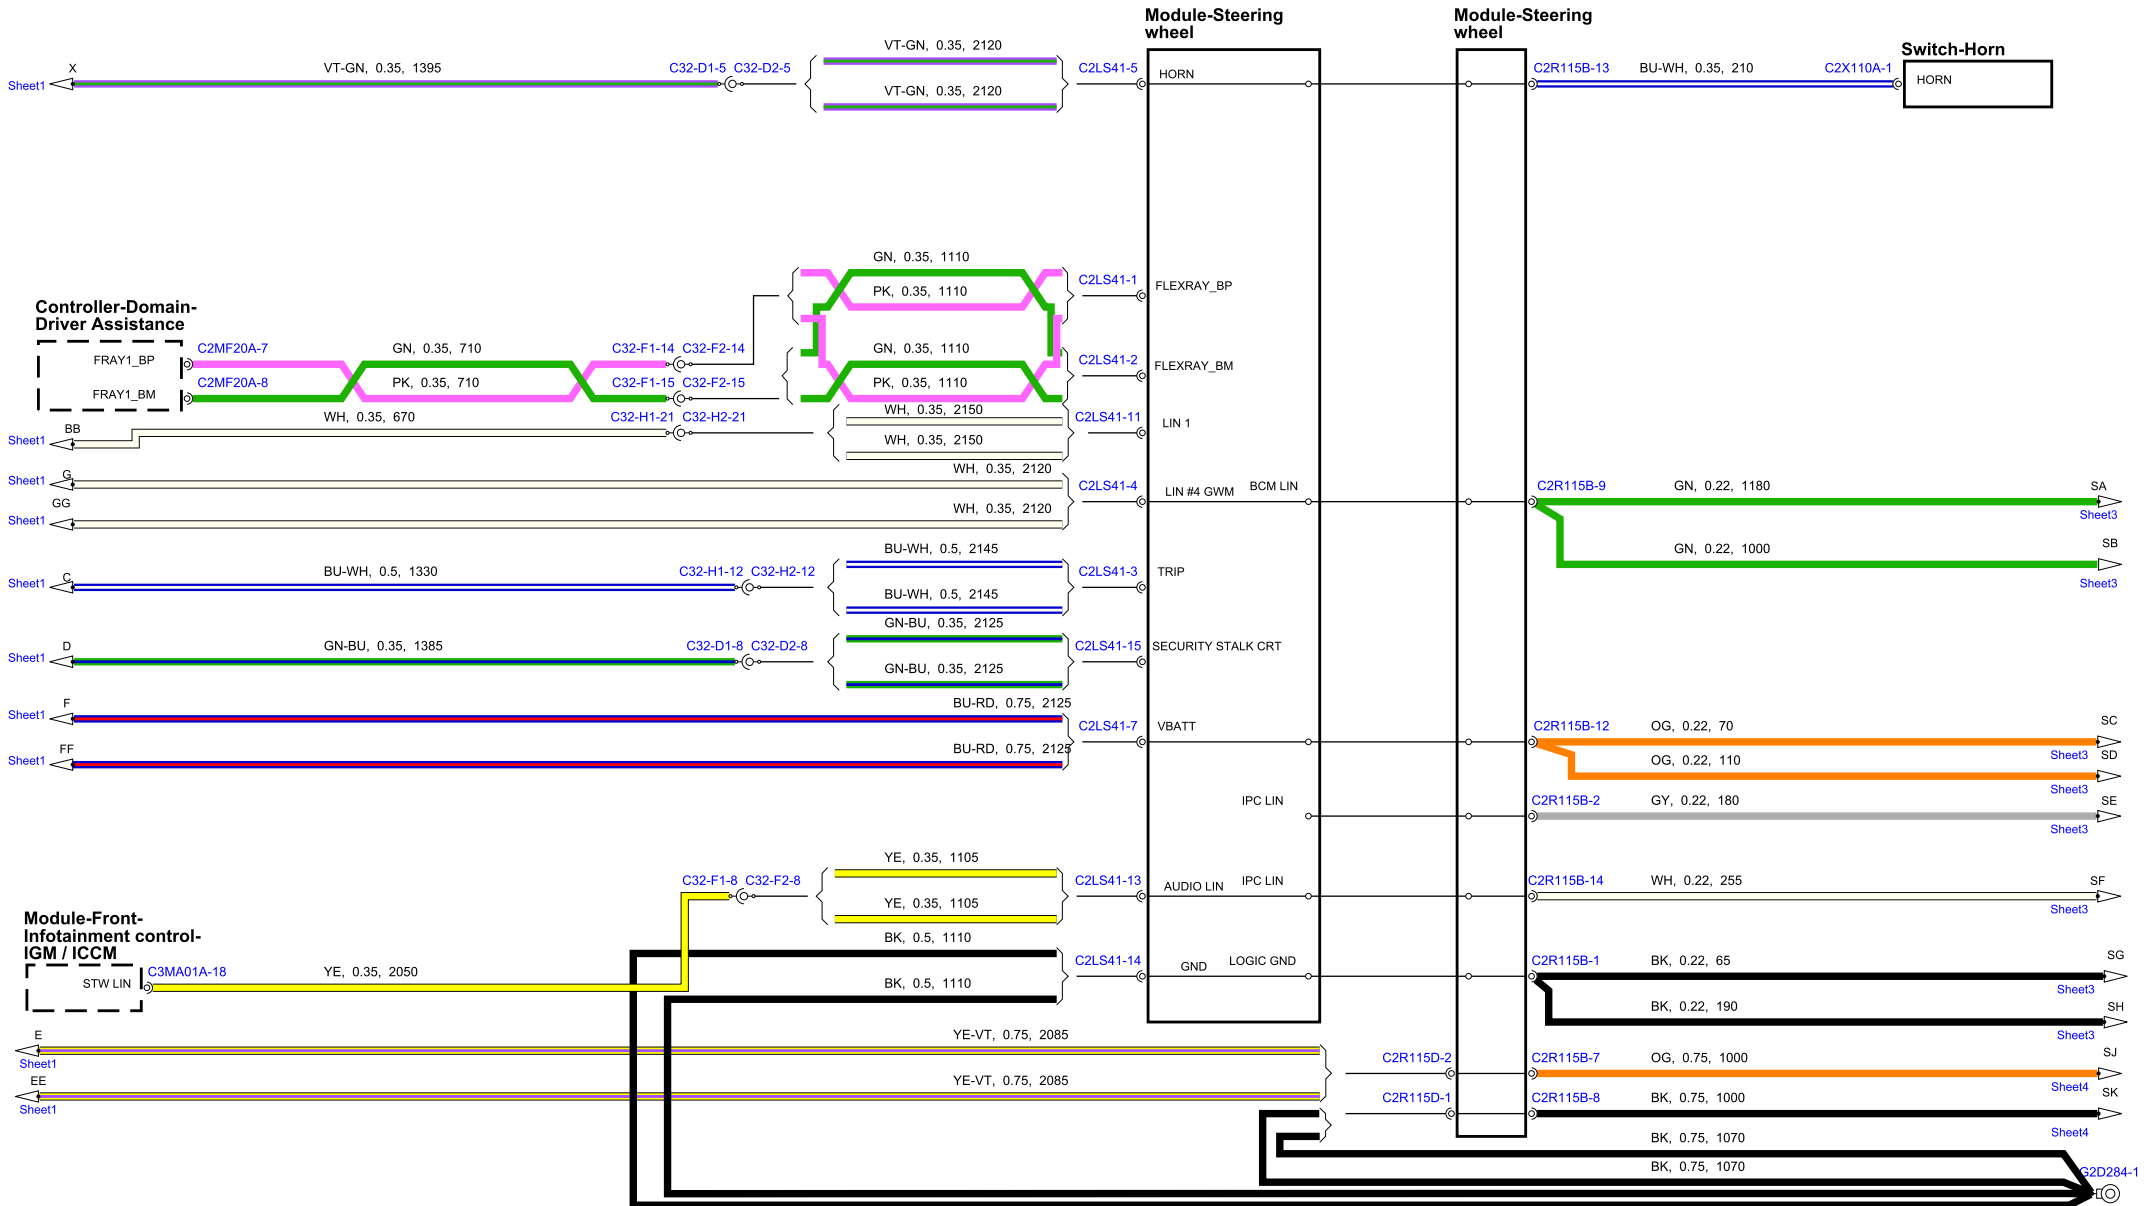 Module-Steering
wheel
Module-Steering
wheel
Switch-Horn
VT-GN, 0.35, 2120
X
VT-GN, 0.35, 1395
C32-D1-5 C32-D2-5
C2LS41-5
HORN
C2R115B-13
BU-WH, 0.35, 210
C2X110A-1
HORN
Sheet1
VT-GN, 0.35, 2120
GN, 0.35, 1110
C2LS41-1
FLEXRAY_BP
PK, 0.35, 1110
Controller-Domain-
Driver Assistance
FRAY1_BP
C2MF20A-7
GN, 0.35, 710
C32-F1-14 C32-F2-14
GN, 0.35, 1110
C2LS41-2
FLEXRAY_BM
FRAY1_BM
C2MF20A-8
PK, 0.35, 710
C32-F1-15 C32-F2-15
PK, 0.35, 1110
WH, 0.35, 670
C32-H1-21 C32-H2-21
WH, 0.35, 2150
C2LS41-11
LIN 1
BB
Sheet1
WH, 0.35, 2150
G
Sheet1
WH, 0.35, 2120
C2LS41-4
LIN #4 GWM
BCM LIN
C2R115B-9
GN, 0.22, 1180
SA
Sheet3
GG
Sheet1
WH, 0.35, 2120
GN, 0.22, 1000
SB
Sheet3
BU-WH, 0.5, 2145
C
Sheet1
BU-WH, 0.5, 1330
C32-H1-12 C32-H2-12
C2LS41-3
TRIP
BU-WH, 0.5, 2145
GN-BU, 0.35, 2125
D
Sheet1
GN-BU, 0.35, 1385
C32-D1-8 C32-D2-8
C2LS41-15
SECURITY STALK CRT
GN-BU, 0.35, 2125
F
Sheet1
BU-RD, 0.75, 2125
C2LS41-7
VBATT
C2R115B-12
OG, 0.22, 70
SC
Sheet3
FF
Sheet1
BU-RD, 0.75, 2125
OG, 0.22, 110
SD
Sheet3
IPC LIN
C2R115B-2
GY, 0.22, 180
SE
Sheet3
YE, 0.35, 1105
C32-F1-8 C32-F2-8
C2LS41-13
AUDIO LIN
IPC LIN
C2R115B-14
WH, 0.22, 255
SF
Sheet3
YE, 0.35, 1105
Module-Front-
Infotainment control-
IGM / ICCM
BK, 0.5, 1110
C2LS41-14
GND
LOGIC GND
C2R115B-1
BK, 0.22, 65
SG
Sheet3
STW LIN
C3MA01A-18
YE, 0.35, 2050
BK, 0.5, 1110
BK, 0.22, 190
SH
Sheet3
E
Sheet1
YE-VT, 0.75, 2085
C2R115D-2
C2R115B-7
OG, 0.75, 1000
SJ
Sheet4
EE
Sheet1
YE-VT, 0.75, 2085
C2R115D-1
C2R115B-8
BK, 0.75, 1000
SK
Sheet4
BK, 0.75, 1070
BK, 0.75, 1070
G2D284-1